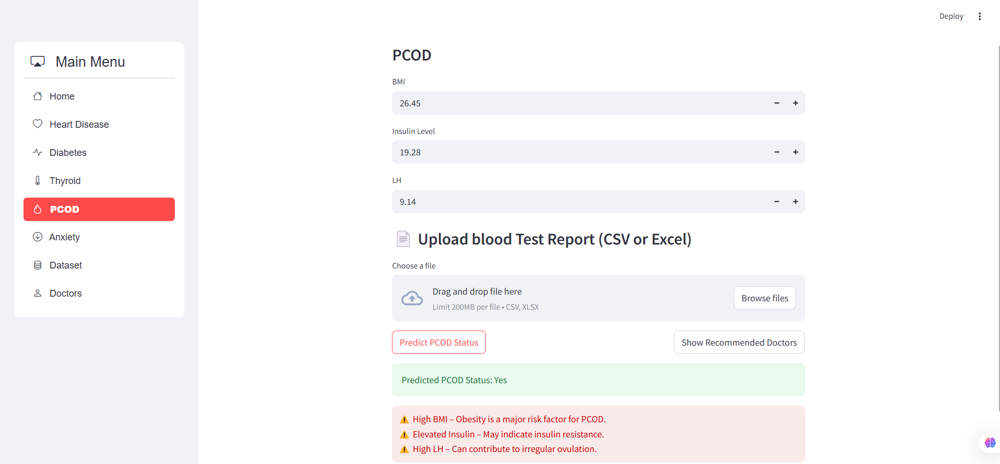 Deploy
Main Menu
Home
Heart Disease
Diabetes
Thyroid
PCOD
Anxiety
Dataset
Doctors
PCOD
BMI
26.45
Insulin Level
19.28
LH
9.14
Upload blood Test Report (CSV or Excel)
Choose a file
Drag and drop file here
Limit 200MB per file • CSV, XLSX
Browse files
Predict PCOD Status
Show Recommended Doctors
Predicted PCOD Status: Yes
⚠️ High BMI – Obesity is a major risk factor for PCOD.
⚠️ Elevated Insulin – May indicate insulin resistance.
⚠️ High LH – Can contribute to irregular ovulation.